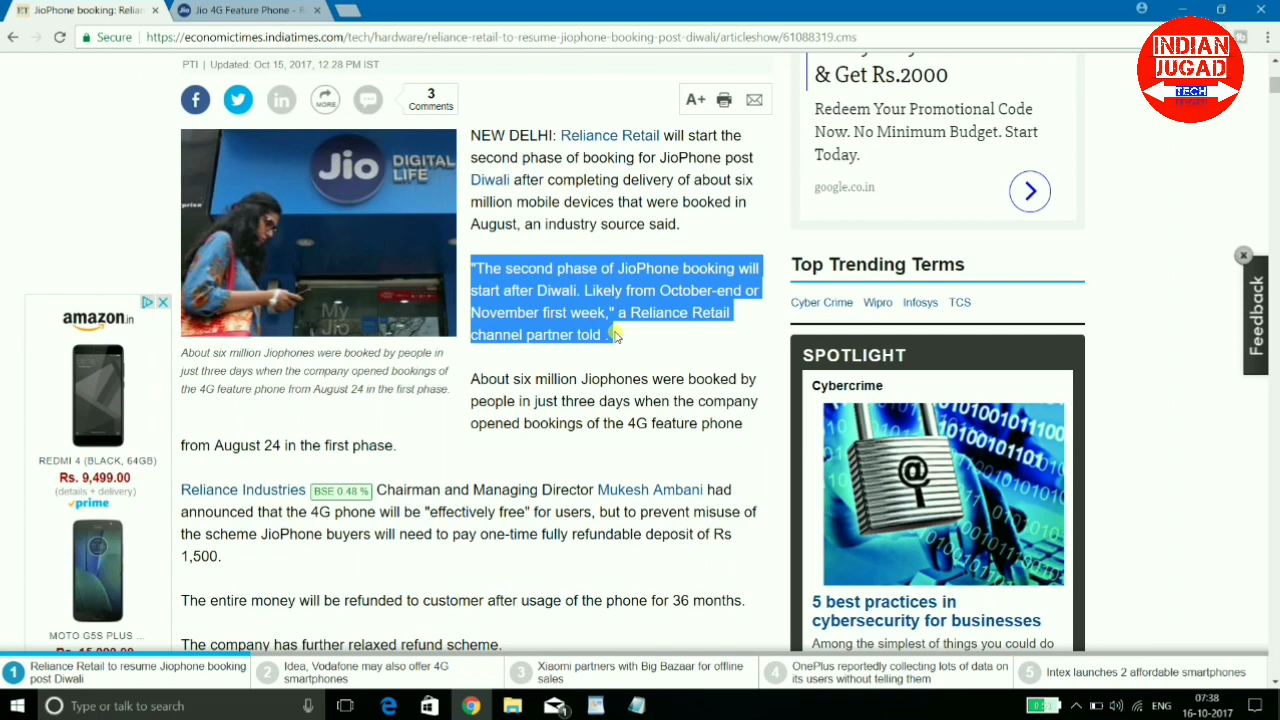 JioPhone booking: Relian
Jio 4G Feature Phone - R
Secure
https://economictimes.indiatimes.com/tech/hardware/reliance-retail-to-resume-jiophone-booking-post-diwali/articleshow/61088319.cms
INDIAN
JUGAD
TECH
PTI | Updated: Oct 15, 2017, 12.28 PM IST
MORE
3
Comments
A+
Jio DIGITAL
LIFE
My
Jio
About six million Jiophones were booked by people in
just three days when the company opened bookings of
the 4G feature phone from August 24 in the first phase.
NEW DELHI: Reliance Retail will start the
second phase of booking for JioPhone post
Diwali after completing delivery of about six
million mobile devices that were booked in
August, an industry source said.
"The second phase of JioPhone booking will
start after Diwali. Likely from October-end or
November first week," a Reliance Retail
channel partner told .
About six million Jiophones were booked by
people in just three days when the company
opened bookings of the 4G feature phone
from August 24 in the first phase.
Reliance Industries BSE 0.48 % Chairman and Managing Director Mukesh Ambani had
announced that the 4G phone will be "effectively free" for users, but to prevent misuse of
the scheme JioPhone buyers will need to pay one-time fully refundable deposit of Rs
1,500.
The entire money will be refunded to customer after usage of the phone for 36 months.
The company has further relaxed refund scheme.
amazon.in
REDMI 4 (BLACK, 64GB)
Rs. 9,499.00
(details + delivery)
prime
MOTO G5S PLUS ...
& Get Rs.2000
Redeem Your Promotional Code
Now. No Minimum Budget. Start
Today.
google.co.in
Top Trending Terms
Cyber Crime Wipro Infosys TCS
SPOTLIGHT
Cybercrime
5 best practices in
cybersecurity for businesses
Among the simplest of things you could do
Feedback
1 Reliance Retail to resume Jiophone booking
post Diwali
2 Idea, Vodafone may also offer 4G
smartphones
3 Xiaomi partners with Big Bazaar for offline
sales
4 OnePlus reportedly collecting lots of data on
its users without telling them
5 Intex launches 2 affordable smartphones
Type or talk to search
ENG
07:38
16-10-2017